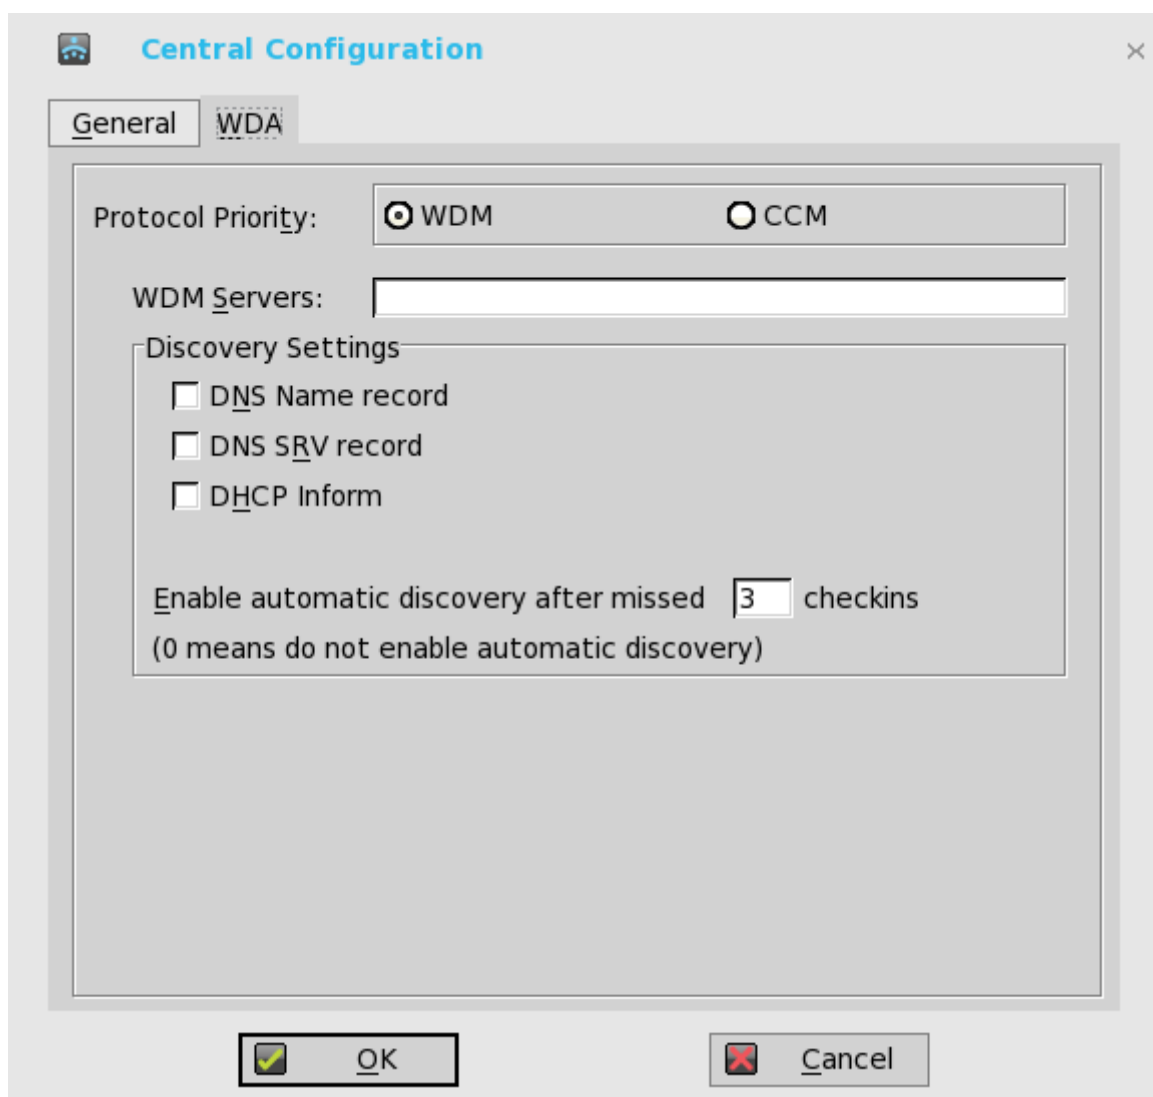 Central Configuration
General WDA
Protocol Priority: WDM CCM
WDM Servers:
Discovery Settings
DNS Name record
DNS SRV record
DHCP Inform
Enable automatic discovery after missed 3 checkins
(0 means do not enable automatic discovery)
OK Cancel